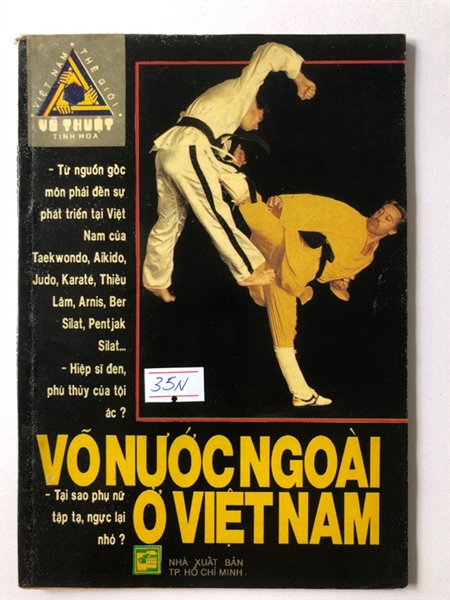 VIỆT NAM • THẾ GIỚI •
VÕ THUẬT
TINH HOA
- Từ nguồn gốc
môn phái đến sự
phát triển tại Việt
Nam của
Taekwondo, Aikido,
Judo, Karaté, Thiếu
Lâm, Arnis, Ber
Silat, Pentjak
Silat...
- Hiệp sĩ đen,
phù thủy của tội
ác ?
35N
VÕ NƯỚC NGOÀI
- Tại sao phụ nữ
tập tạ, ngực lại
nhỏ ?
Ở VIỆT NAM
NHÀ XUẤT BẢN
TP. HỒ CHÍ MINH